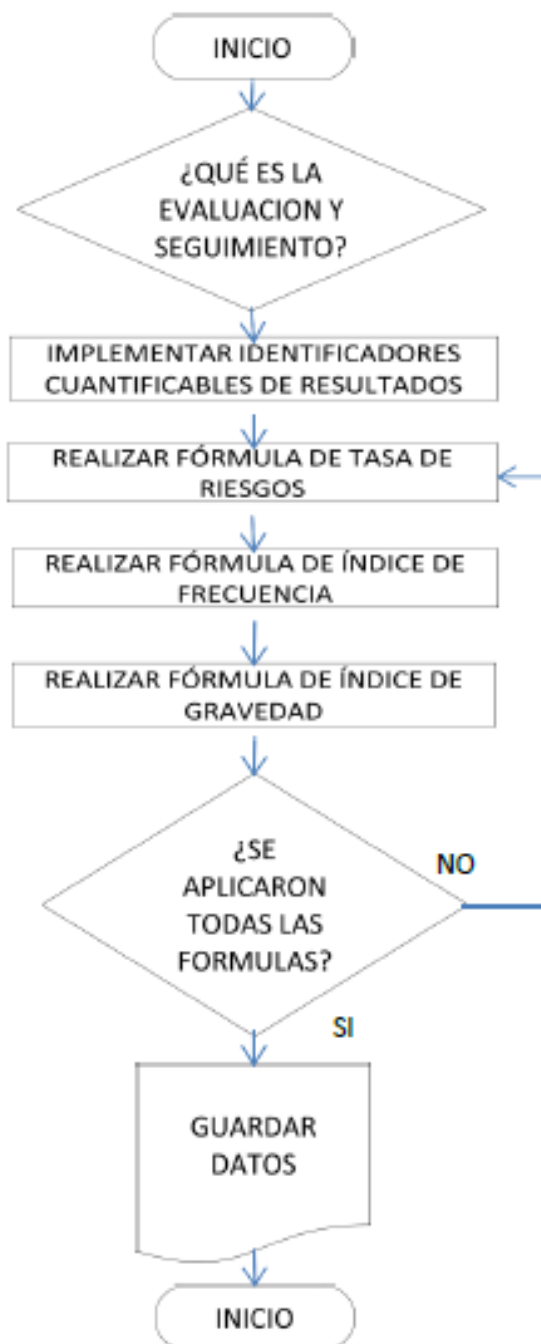 INICIO
¿QUÉ ES LA
EVALUACION Y
SEGUIMIENTO?
IMPLEMENTAR IDENTIFICADORES
CUANTIFICABLES DE RESULTADOS
REALIZAR FÓRMULA DE TASA DE
RIESGOS
REALIZAR FÓRMULA DE ÍNDICE DE
FRECUENCIA
REALIZAR FÓRMULA DE ÍNDICE DE
GRAVEDAD
¿SE
APLICARON
TODAS LAS
FORMULAS?
NO
SI
GUARDAR
DATOS
INICIO